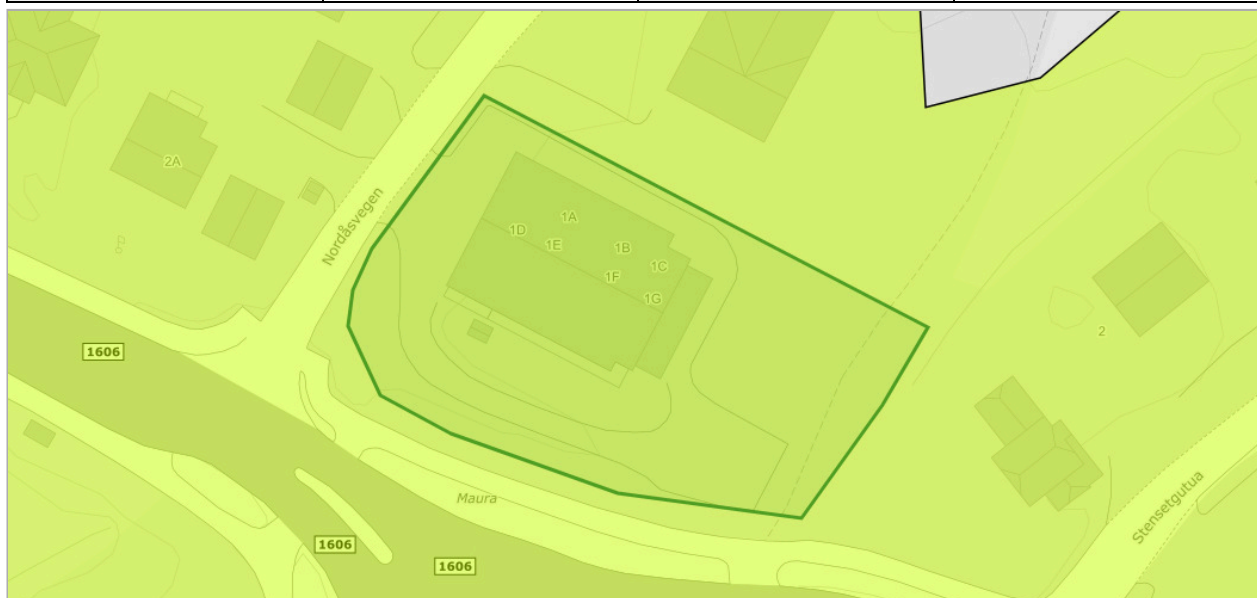 2A
Nordåsvegen
1A
1D
1E
1B
1C
1F
1G
2
1606
Maura
1606
1606
Stensetgutua